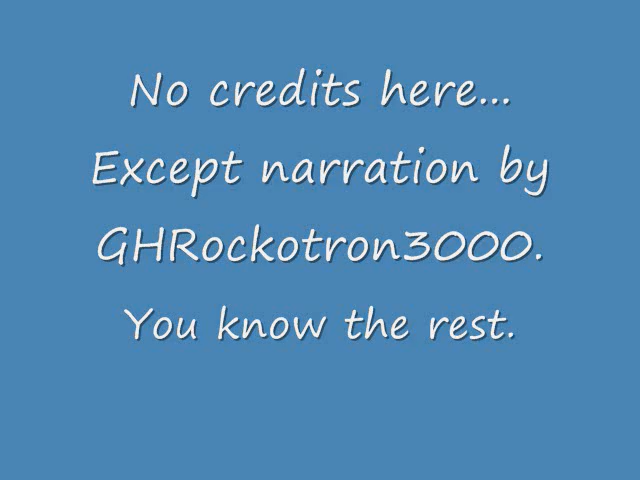 No credits here...
Except narration by
GHRockotron3000.
You know the rest.